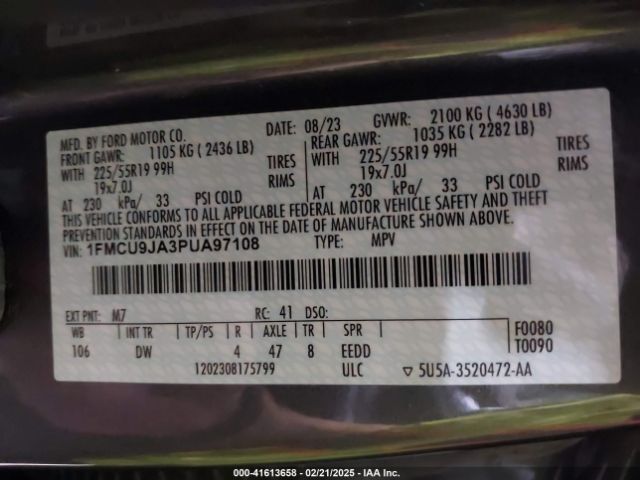 MFD. BY FORD MOTOR CO. DATE: 08/23 GVWR: 2100 KG ( 4630 LB)
FRONT GAWR: 1105 KG ( 2436 LB) REAR GAWR: 1035 KG ( 2282 LB)
WITH 225/55R19 99H TIRES WITH 225/55R19 99H TIRES
19x7.0J RIMS 19x7.0J RIMS
AT 230 kPa/ 33 PSI COLD AT 230 kPa/ 33 PSI COLD
THIS VEHICLE CONFORMS TO ALL APPLICABLE FEDERAL MOTOR VEHICLE SAFETY AND THEFT
PREVENTION STANDARDS IN EFFECT ON THE DATE OF MANUFACTURE SHOWN ABOVE.
VIN: 1FMCU9JA3PUA97108 TYPE: MPV
EXT PNT: M7 RC: 41 DSO:
WB INT TR TP/PS R AXLE TR SPR F0080
106 DW 4 47 8 EEDD T0090
1202308175799 ULC ▽ 5U5A-3520472-AA
000-41613658 - 02/21/2025 - IAA Inc.